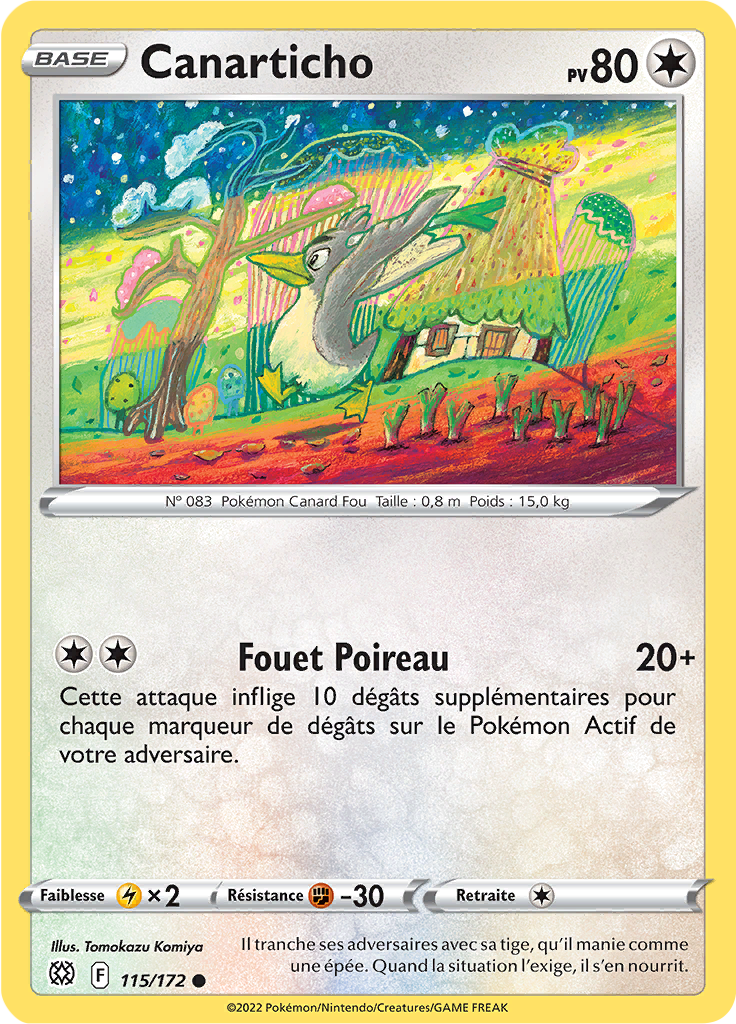 BASE Canarticho PV 80
N° 083 Pokémon Canard Fou Taille : 0,8 m Poids : 15,0 kg
Fouet Poireau 20+
Cette attaque inflige 10 dégâts supplémentaires pour
chaque marqueur de dégâts sur le Pokémon Actif de
votre adversaire.
Faiblesse ×2 Résistance -30 Retraite
Illus. Tomokazu Komiya
F 115/172
Il tranche ses adversaires avec sa tige, qu'il manie comme
une épée. Quand la situation l'exige, il s'en nourrit.
©2022 Pokémon/Nintendo/Creatures/GAME FREAK